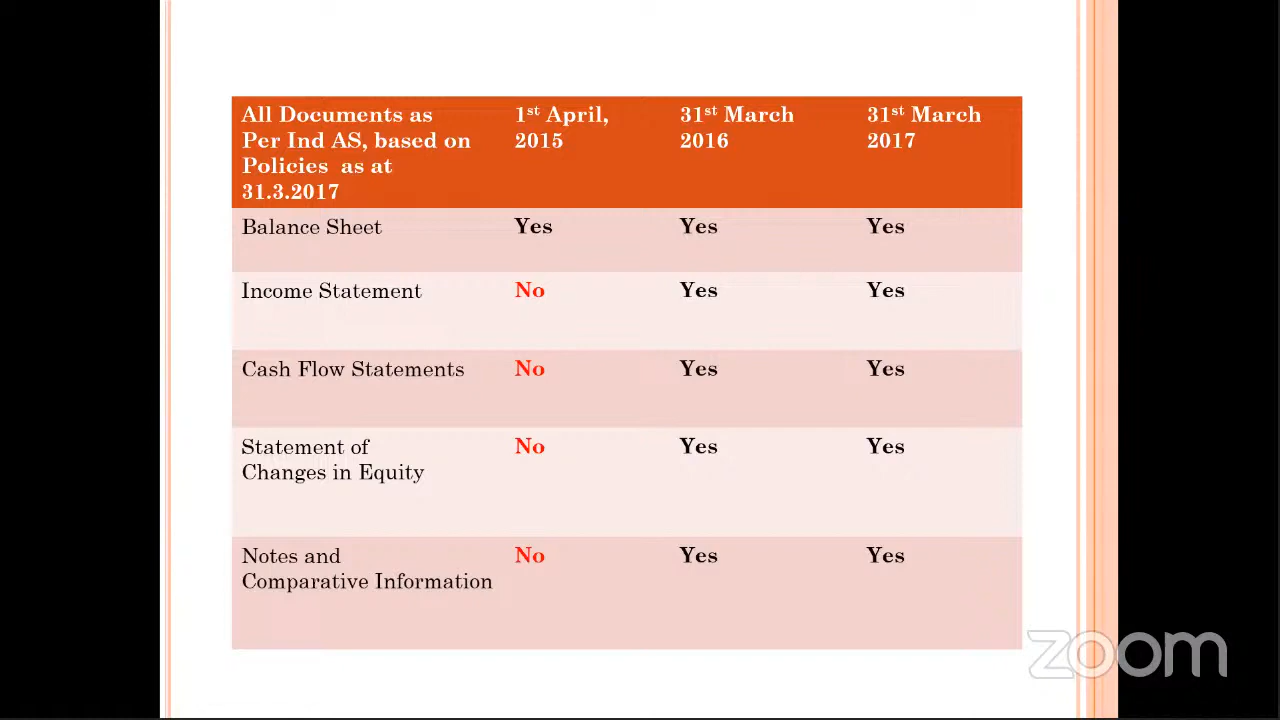 All Documents as
Per Ind AS, based on
Policies as at
31.3.2017
1st April,
2015
31st March
2016
31st March
2017
Balance Sheet Yes Yes Yes
Income Statement No Yes Yes
Cash Flow Statements No Yes Yes
Statement of
Changes in Equity
No Yes Yes
Notes and
Comparative Information
No Yes Yes
zoom